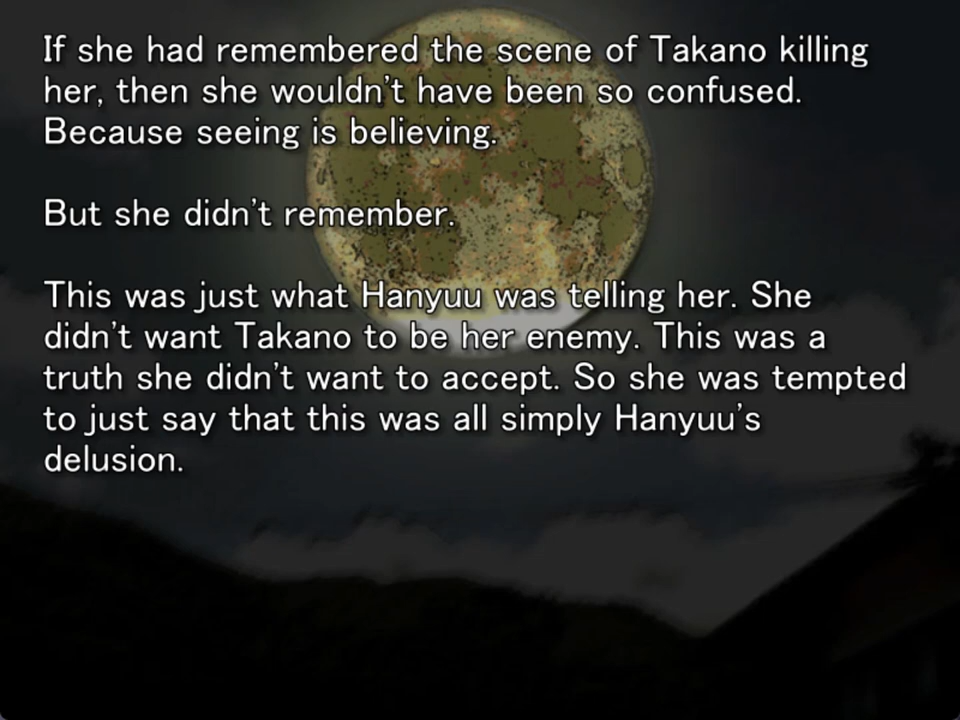 If she had remembered the scene of Takano killing
her, then she wouldn't have been so confused.
Because seeing is believing.
But she didn't remember.
This was just what Hanyuu was telling her. She
didn't want Takano to be her enemy. This was a
truth she didn't want to accept. So she was tempted
to just say that this was all simply Hanyuu's
delusion.